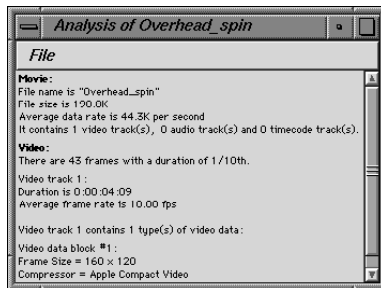 Analysis of Overhead_spin
File
Movie:
File name is "Overhead_spin"
File size is 190.0K
Average data rate is 44.3K per second
It contains 1 video track(s), 0 audio track(s) and 0 timecode track(s).
Video:
There are 43 frames with a duration of 1/10th.
Video track 1:
Duration is 0:00:04:09
Average frame rate is 10.00 fps
Video track 1 contains 1 type(s) of video data:
Video data block #1:
Frame Size = 160 x 120
Compressor = Apple Compact Video